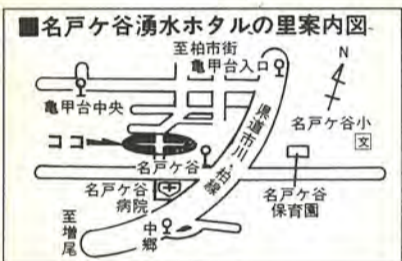 ■名戸ケ谷湧水ホタルの里案内図
至柏市街
亀甲台入口
N
亀甲台中央
県道市川・柏線
名戸ケ谷小
文
ココ
名戸ケ谷
名戸ケ谷
病院
名戸ケ谷
保育園
至増尾
中郷